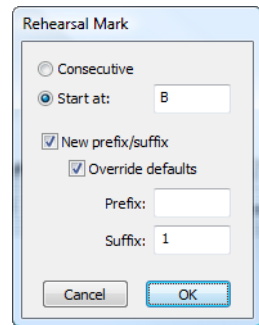 Rehearsal Mark
Consecutive
Start at: B
New prefix/suffix
Override defaults
Prefix:
Suffix: 1
Cancel OK